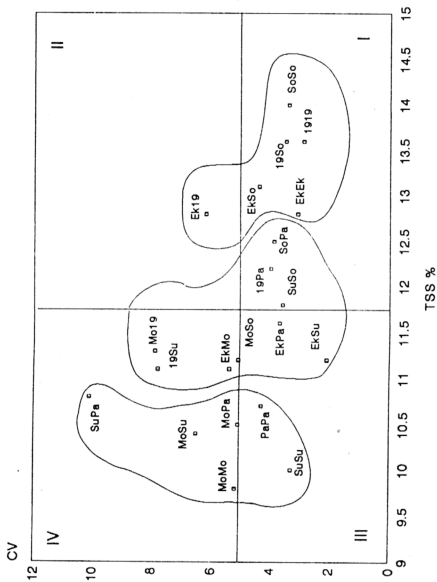 CV
12
10
8
6
4
2
0
IV
II
III
I
SuPa
MoSu
MoMo
MoPa
PaPa
SuSu
Mo19
19Su
EkMo
MoSo
EkPa
EkSu
19Pa
SuSo
SoPa
Ek19
EkSo
EkEk
19So
1919
SoSo
9
9.5
10
10.5
11
11.5
12
12.5
13
13.5
14
14.5
15
TSS %